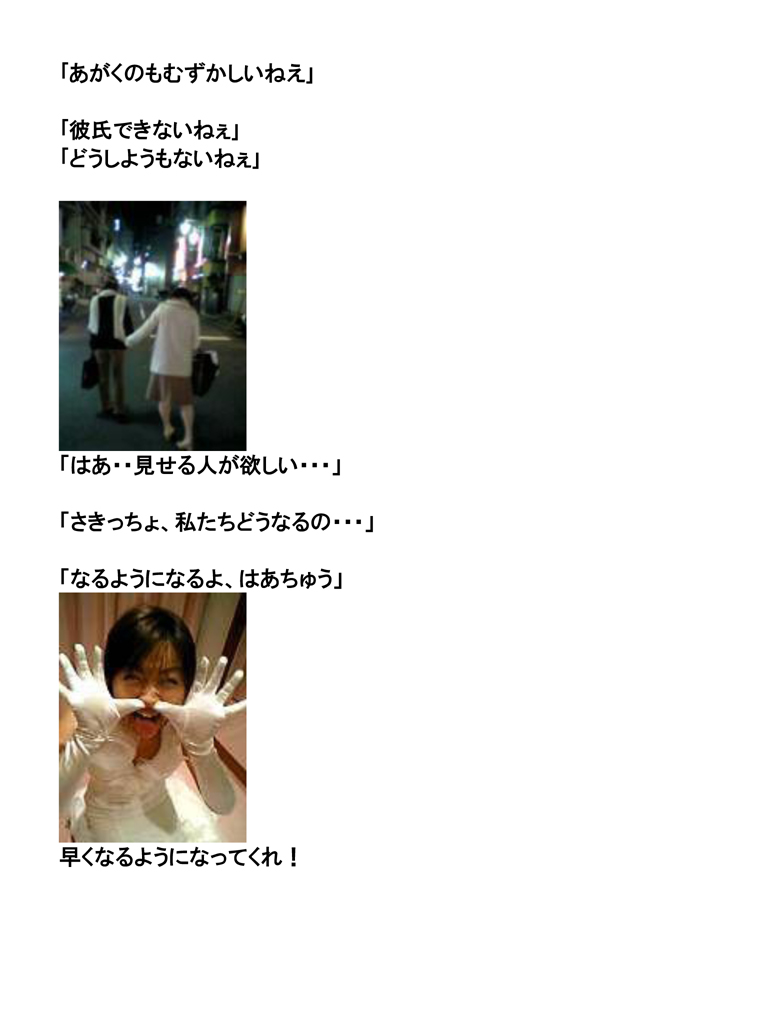 「あがくのもむずかしいねえ」
「彼氏できないねぇ」
「どうしようもないねぇ」
「はあ・・見せる人が欲しい・・・」
「さきっちょ、私たちどうなるの・・・」
「なるようになるよ、はあちゅう」
早くなるようになってくれ！